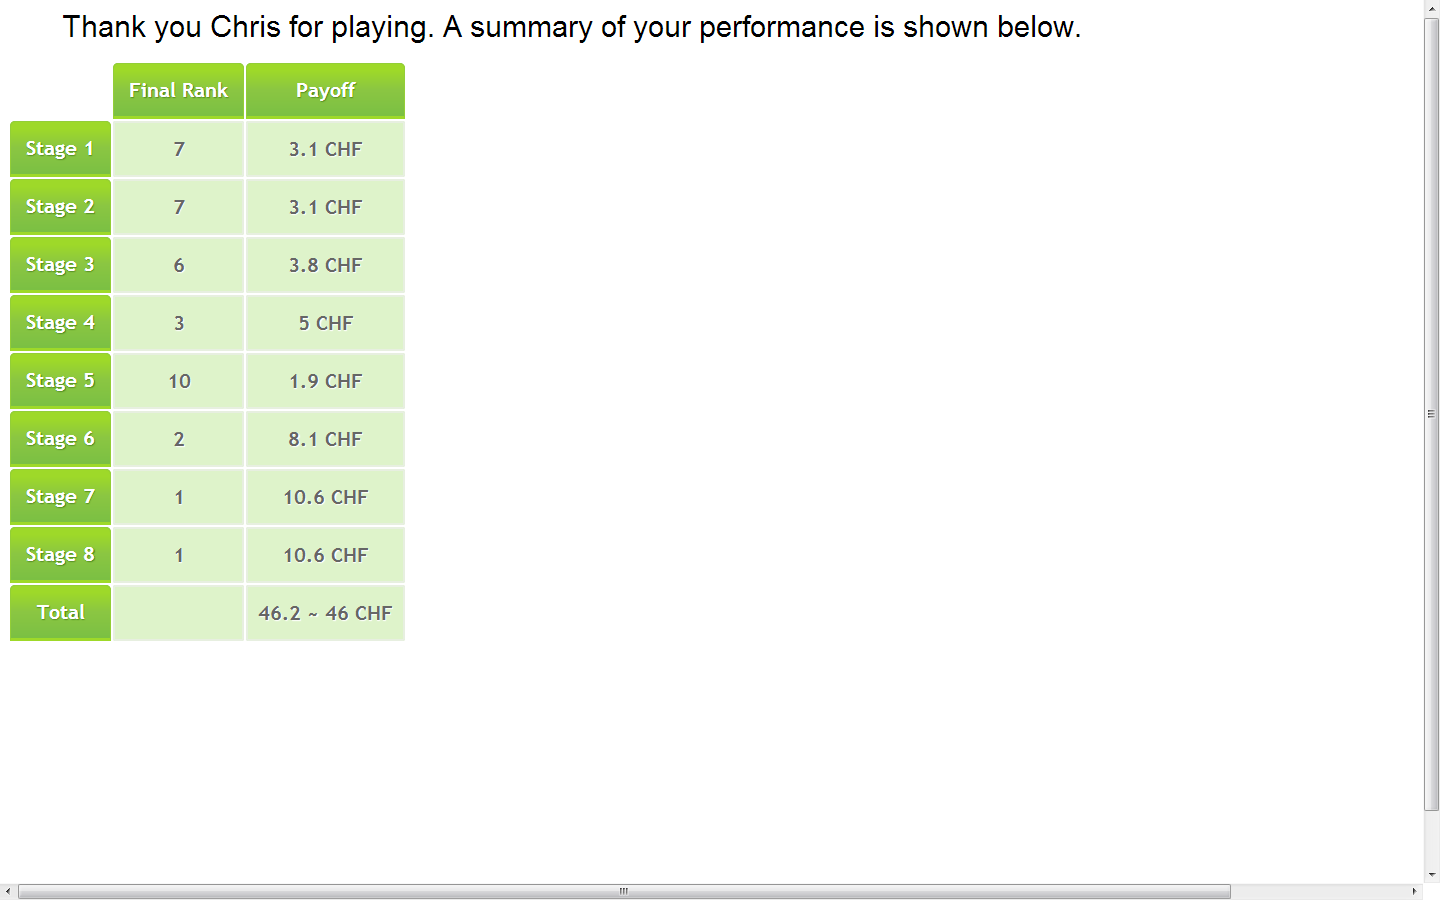 Thank you Chris for playing. A summary of your performance is shown below.
Final Rank Payoff
Stage 1 7 3.1 CHF
Stage 2 7 3.1 CHF
Stage 3 6 3.8 CHF
Stage 4 3 5 CHF
Stage 5 10 1.9 CHF
Stage 6 2 8.1 CHF
Stage 7 1 10.6 CHF
Stage 8 1 10.6 CHF
Total 46.2 ~ 46 CHF